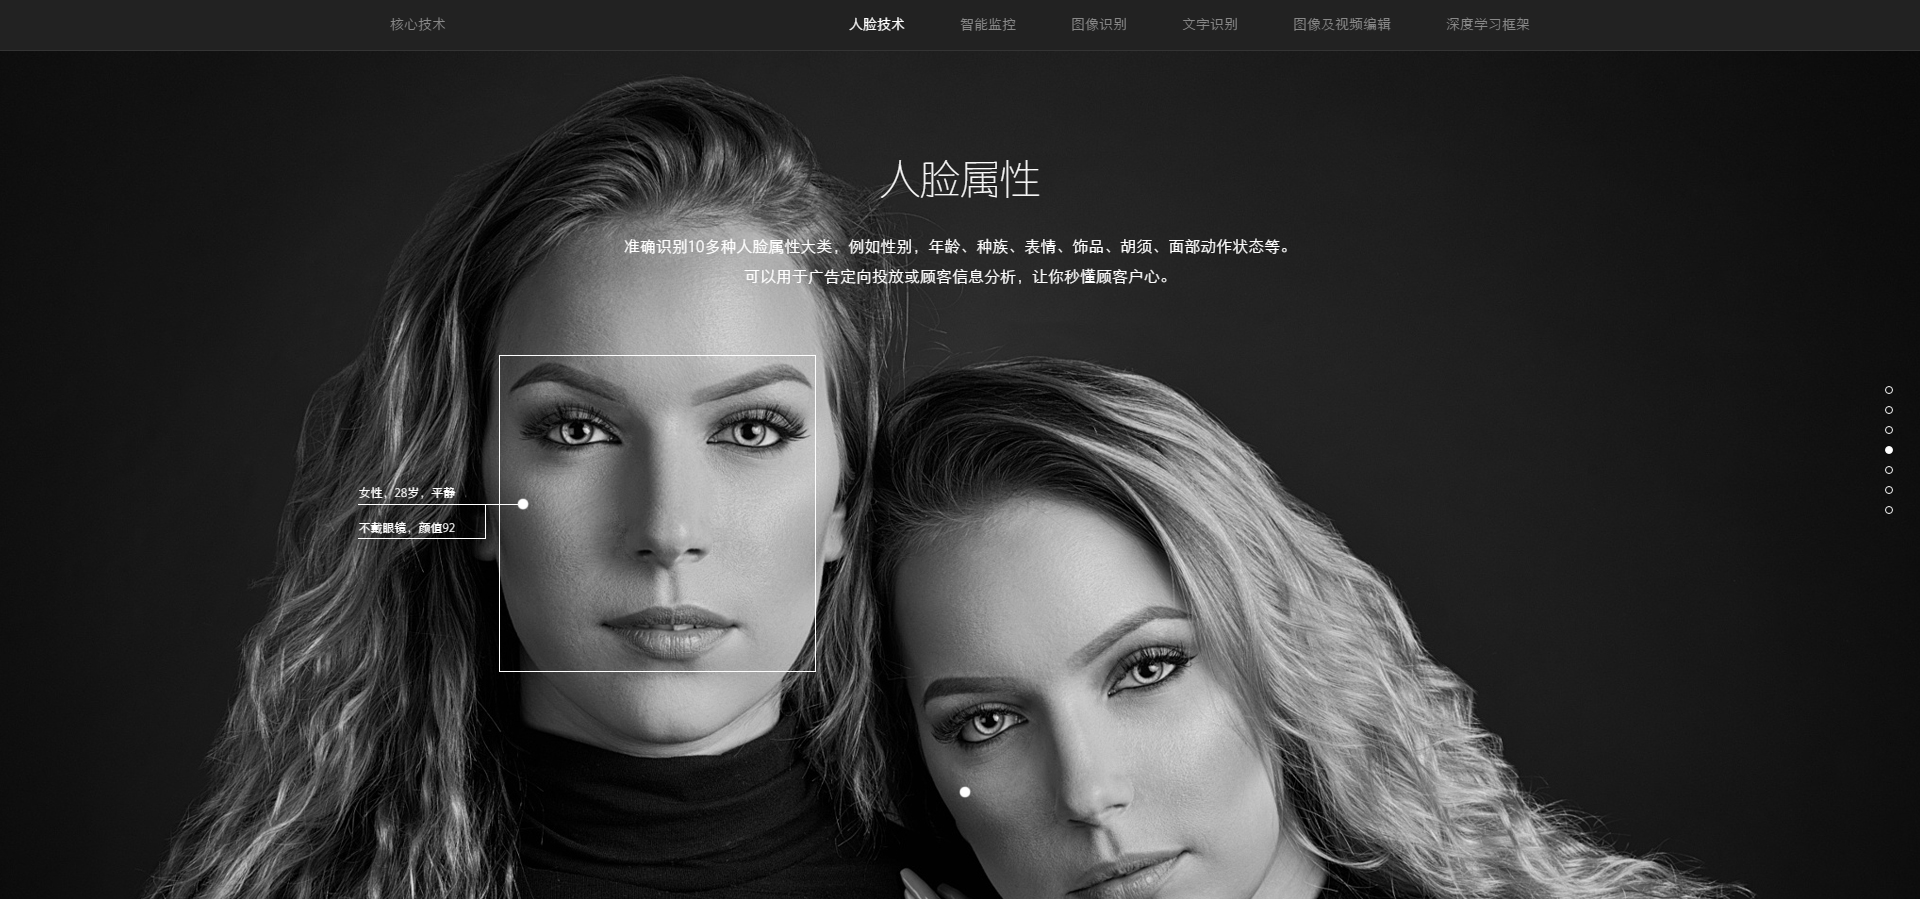 核心技术
人脸技术 智能监控 图像识别 文字识别 图像及视频编辑 深度学习框架
人脸属性
准确识别10多种人脸属性大类，例如性别，年龄、种族、表情、饰品、胡须、面部动作状态等。
可以用于广告定向投放或顾客信息分析，让你秒懂顾客户心。
女性，28岁，平静
不戴眼镜，颜值92